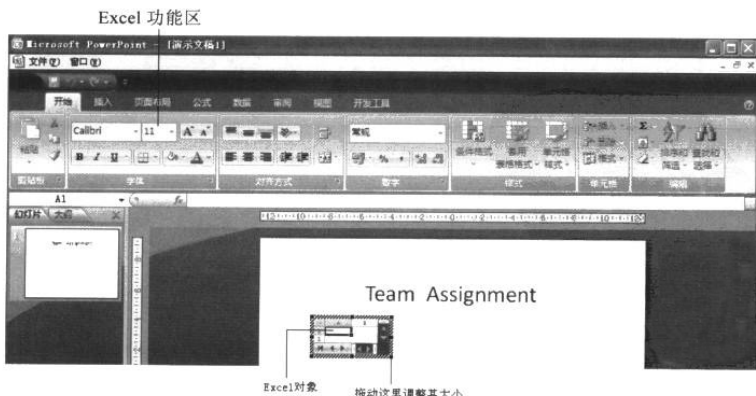 Excel 功能区
Microsoft PowerPoint - [演示文稿1]
文件(F) 窗口(W)
开始 插入 页面布局 公式 数据 审阅 视图 开发工具
Calibri 11 A A 常规 Σ
粘贴 B I U A % 条件格式 套用 单元格 插入 删除 格式 排序和 查找和
表格格式 样式 筛选 选择
剪贴板 字体 对齐方式 数字 样式 单元格 编辑
A1 fx
幻灯片 大纲
Team Assignment
Excel对象
拖动这里调整其大小